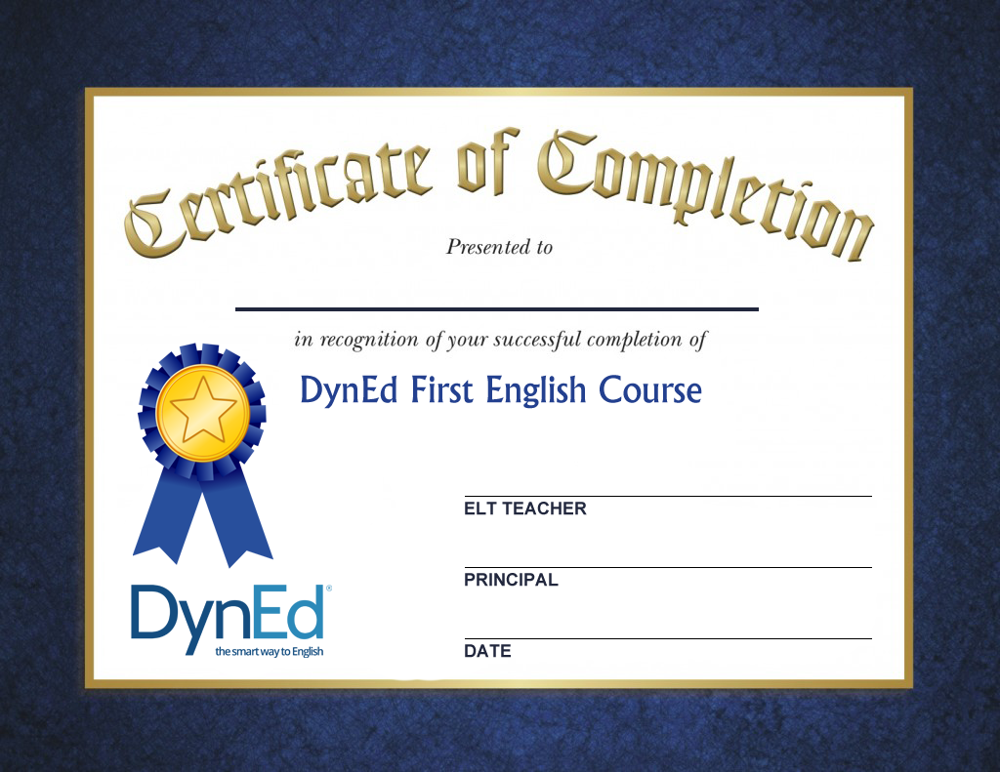 Certificate of Completion
Presented to
in recognition of your successful completion of
DynEd First English Course
ELT TEACHER
PRINCIPAL
DATE
DynEd®
the smart way to English